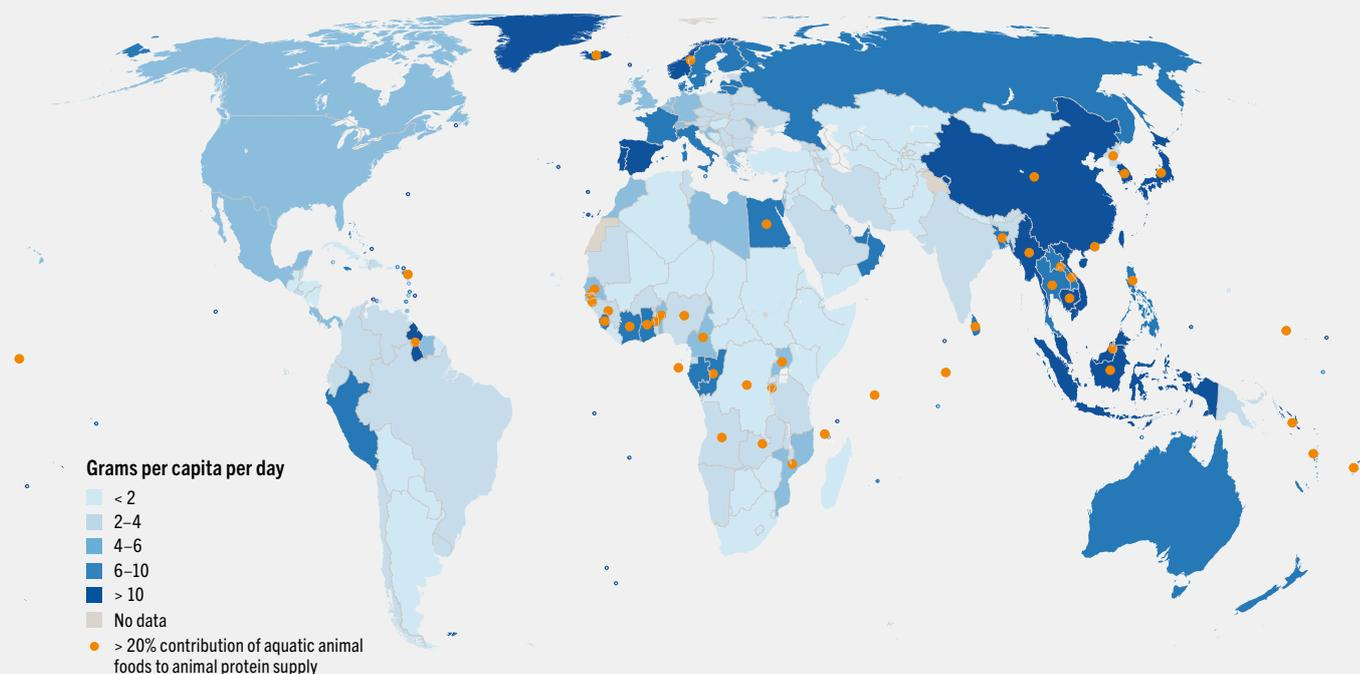 Grams per capita per day
< 2
2–4
4–6
6–10
> 10
No data
> 20% contribution of aquatic animal
foods to animal protein supply